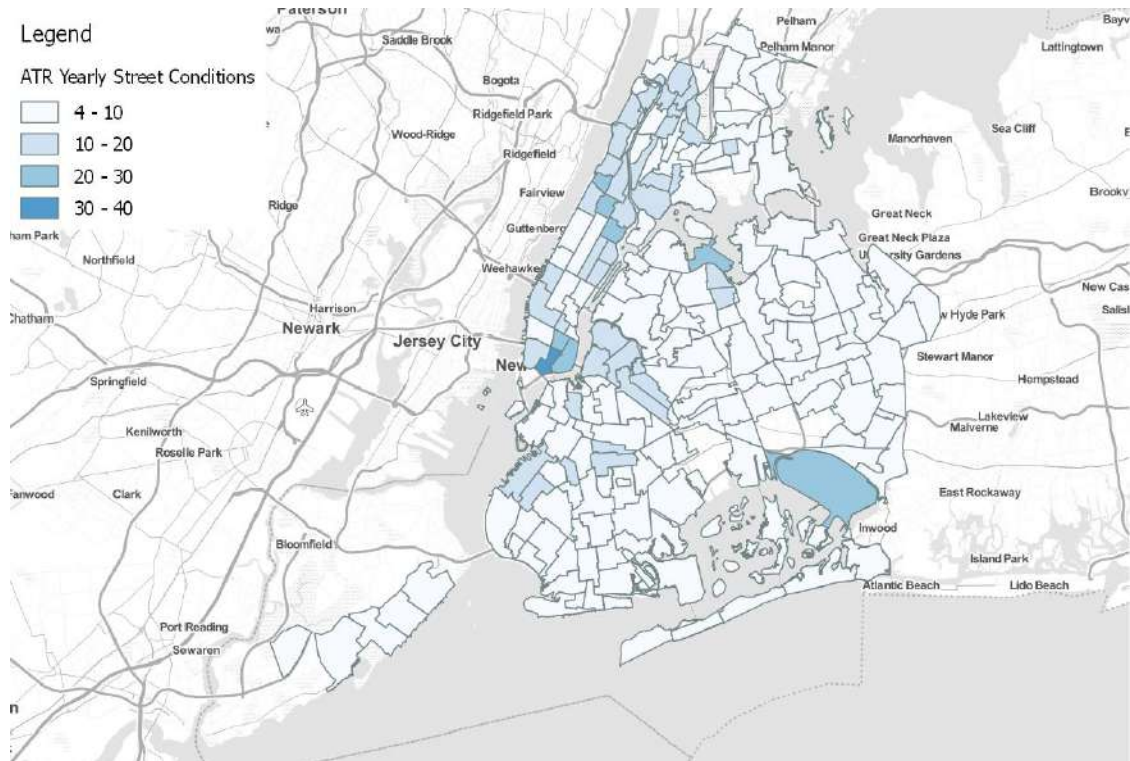 Legend
ATR Yearly Street Conditions
4 - 10
10 - 20
20 - 30
30 - 40
Paterson
Saddle Brook
Pelham
Pelham Manor
Lattingtown
Bogota
Ridgefield Park
Wood-Ridge
Ridgefield
Manorhaven
Sea Cliff
Fairview
Ridge
Guttenberg
Great Neck
Great Neck Plaza
University Gardens
Northfield
Weehawke
New Cas
Harrison
Newark
Jersey City
w Hyde Park
Salis
Chatham
New
Stewart Manor
Springfield
Hempstead
Lakeview
Malverne
Kenilworth
Roselle Park
Fanwood
Clark
East Rockaway
Inwood
Bloomfield
Island Park
Atlantic Beach
Lido Beach
Port Reading
Sewaren